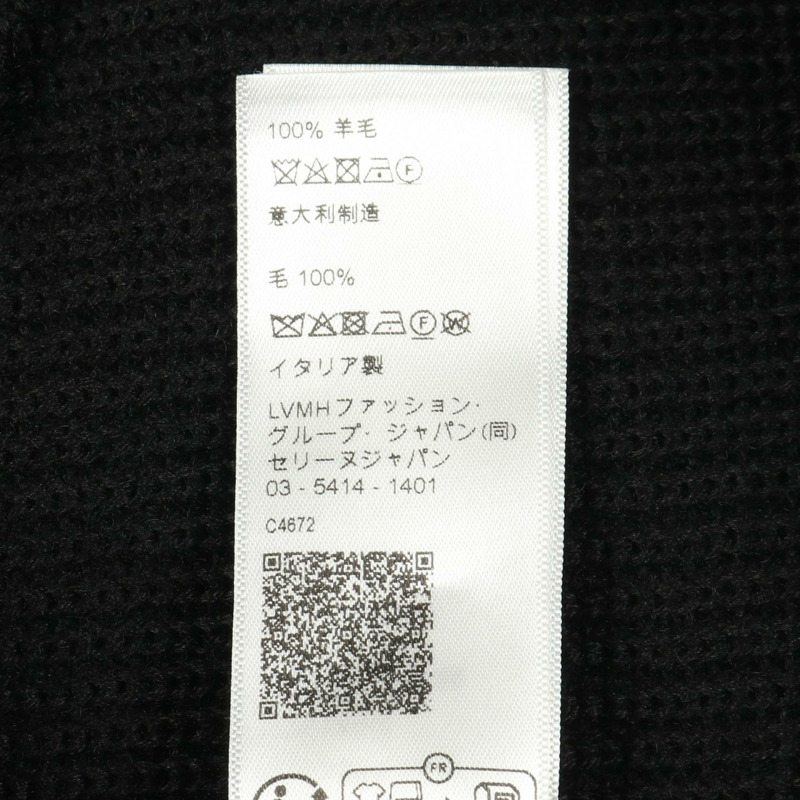 100% 羊毛
F
意大利制造
毛 100%
F W
イタリア製
LVMHファッション・
グループ・ ジャパン(同)
セリーヌジャパン
03 - 5414 - 1401
C4672
FR